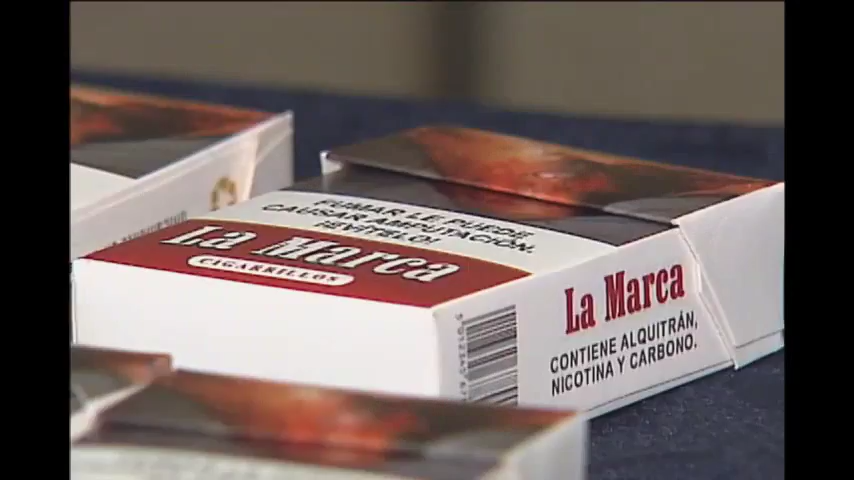 FUMAR LE PUEDE
CAUSAR AMPUTACIÓN.
¡EVÍTELO!
La Marca
CIGARRILLOS
La Marca
CONTIENE ALQUITRÁN,
NICOTINA Y CARBONO.